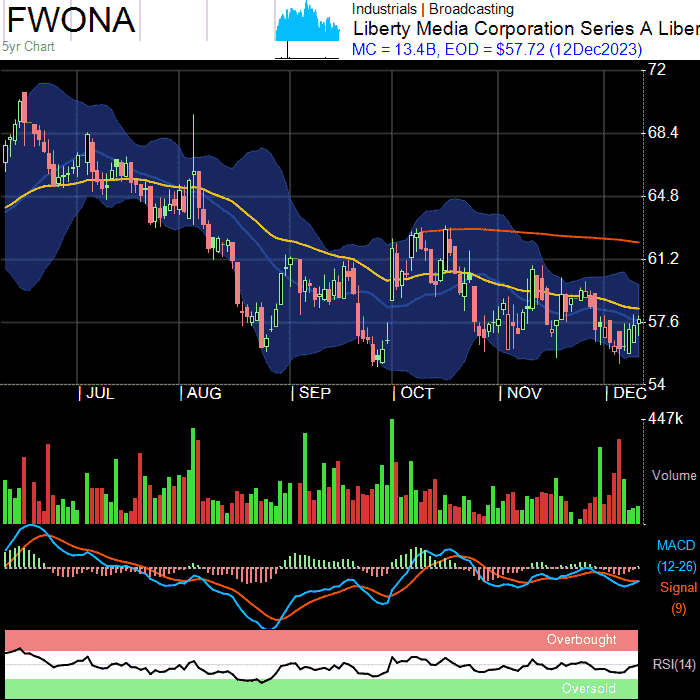 FWONA
5yr Chart
Industrials | Broadcasting
Liberty Media Corporation Series A Liber
MC = 13.4B, EOD = $57.72 (12Dec2023)
72
68.4
64.8
61.2
57.6
54
| JUL | AUG | SEP | OCT | NOV | DEC
447k
Volume
MACD
(12-26)
Signal
(9)
Overbought
RSI(14)
Oversold